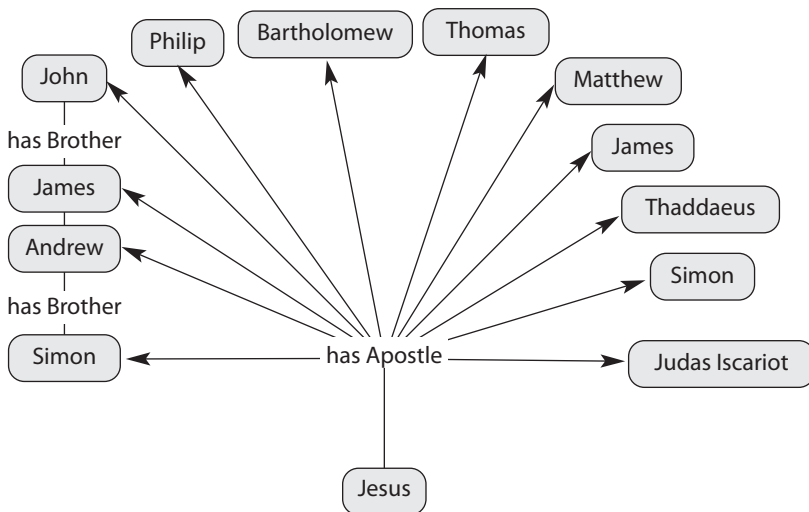 Philip
Bartholomew
Thomas
John
Matthew
has Brother
James
James
Thaddaeus
Andrew
Simon
has Brother
Simon
has Apostle
Judas Iscariot
Jesus